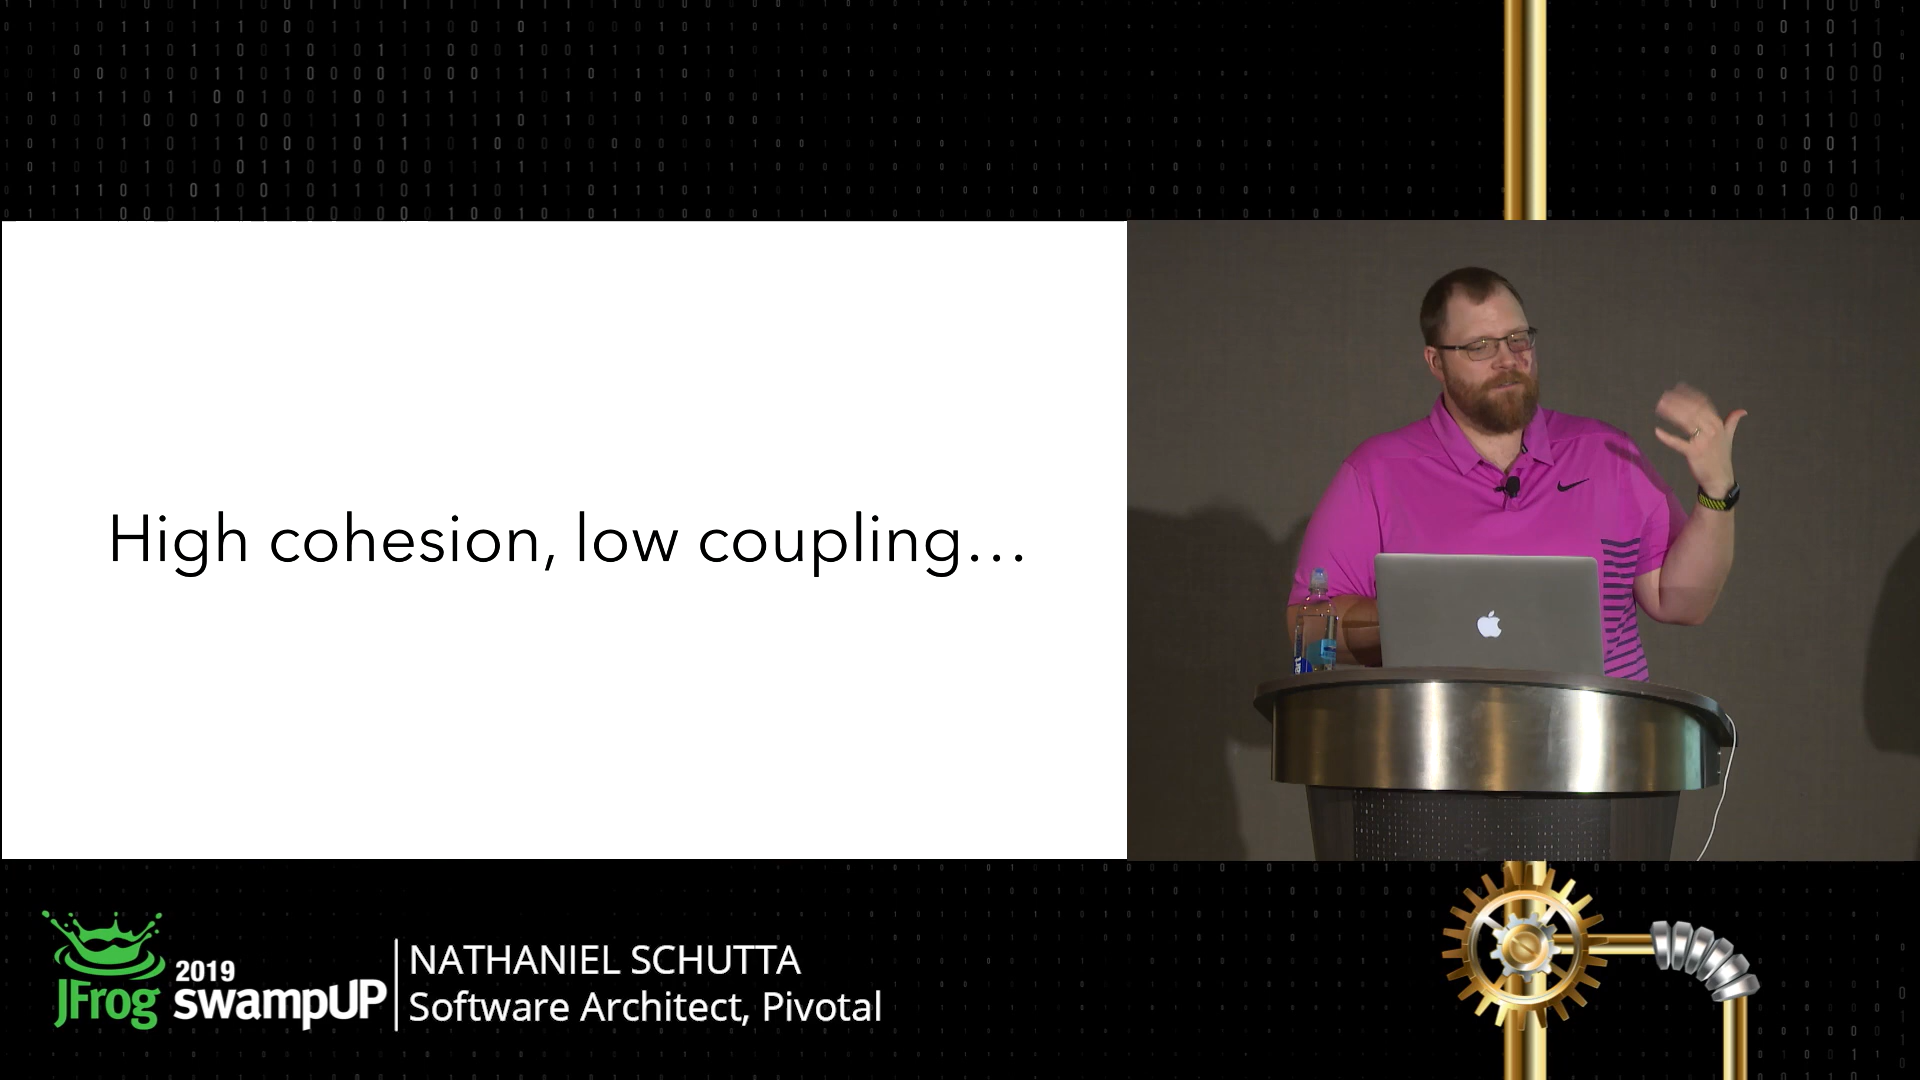 High cohesion, low coupling...
JFrog
2019
swampUP
NATHANIEL SCHUTTA
Software Architect, Pivotal